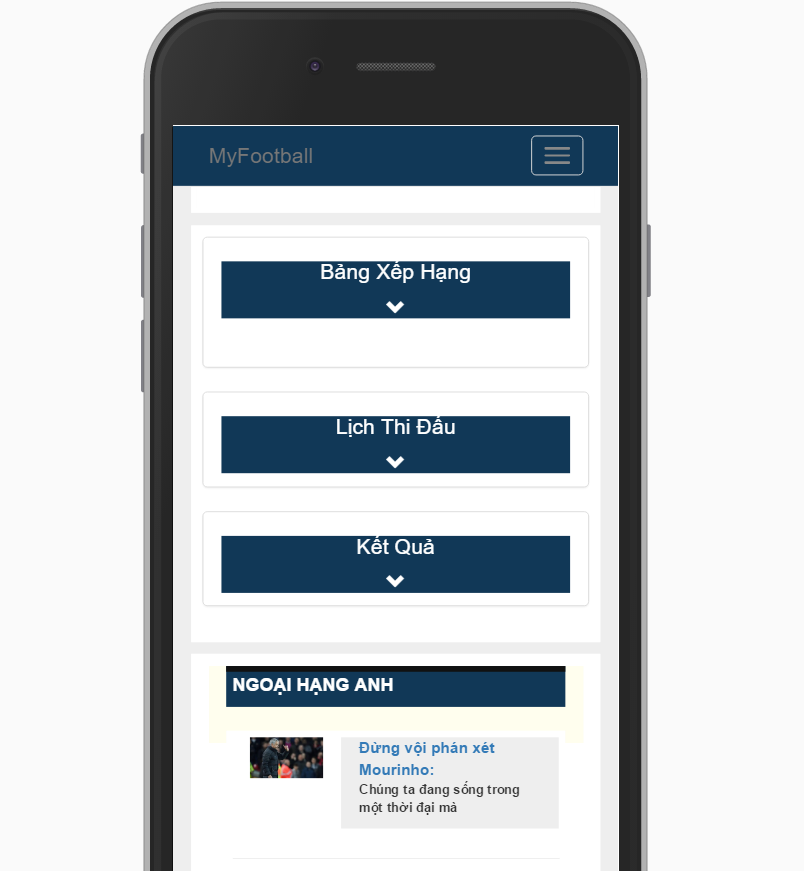 MyFootball
Bảng Xếp Hạng
Lịch Thi Đấu
Kết Quả
NGOẠI HẠNG ANH
Đừng vội phán xét
Mourinho:
Chúng ta đang sống trong
một thời đại mà